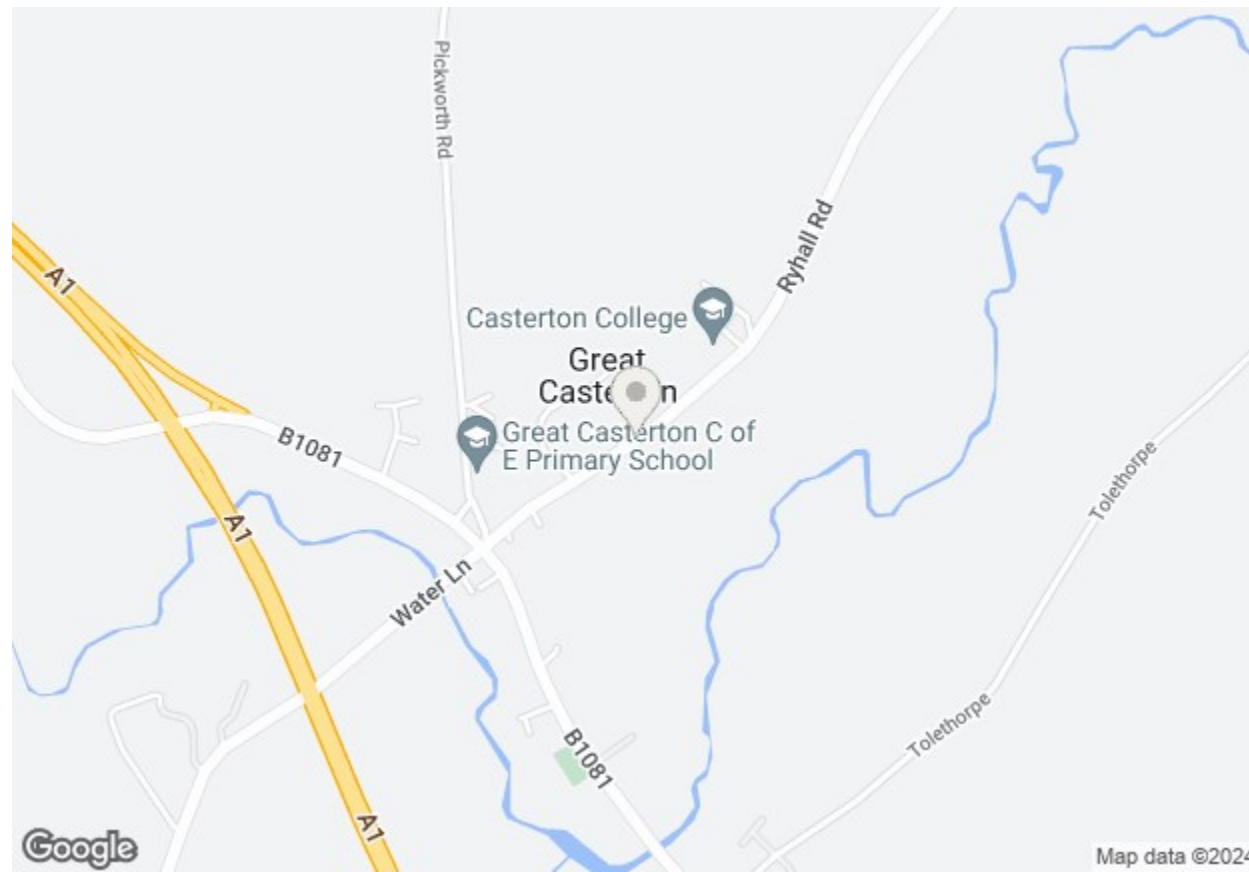 Pickworth Rd
A1
Ryhall Rd
Casterton College
Great
Tolethorpe
Great Casterton C of
E Primary School
B1081
A1
Water Ln
Tolethorpe
B1081
A1
Google
Map data ©2024